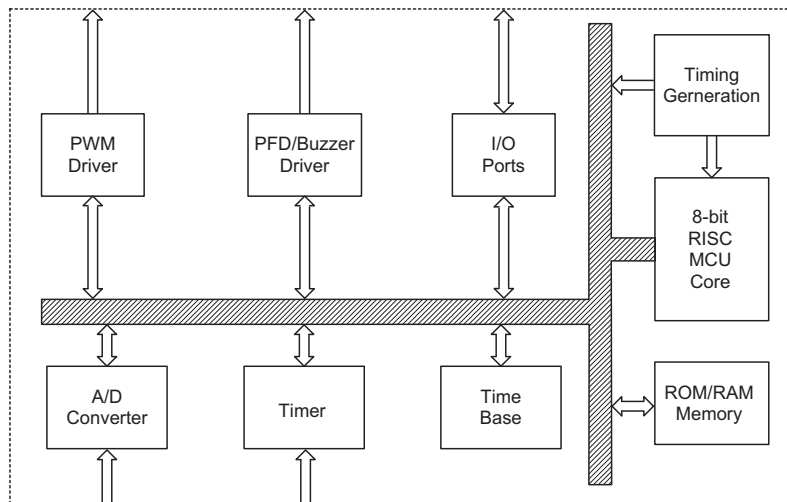 PWM
Driver
PFD/Buzzer
Driver
I/O
Ports
Timing
Gerneration
8-bit
RISC
MCU
Core
A/D
Converter
Timer
Time
Base
ROM/RAM
Memory